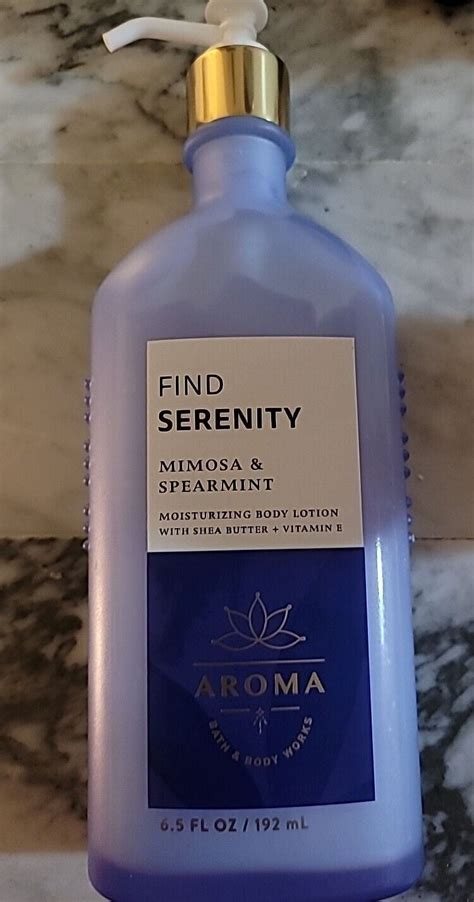 FIND
SERENITY
MIMOSA &
SPEARMINT
MOISTURIZING BODY LOTION
WITH SHEA BUTTER + VITAMIN E
AROMA
BATH & BODY WORKS
6.5 FL OZ / 192 mL